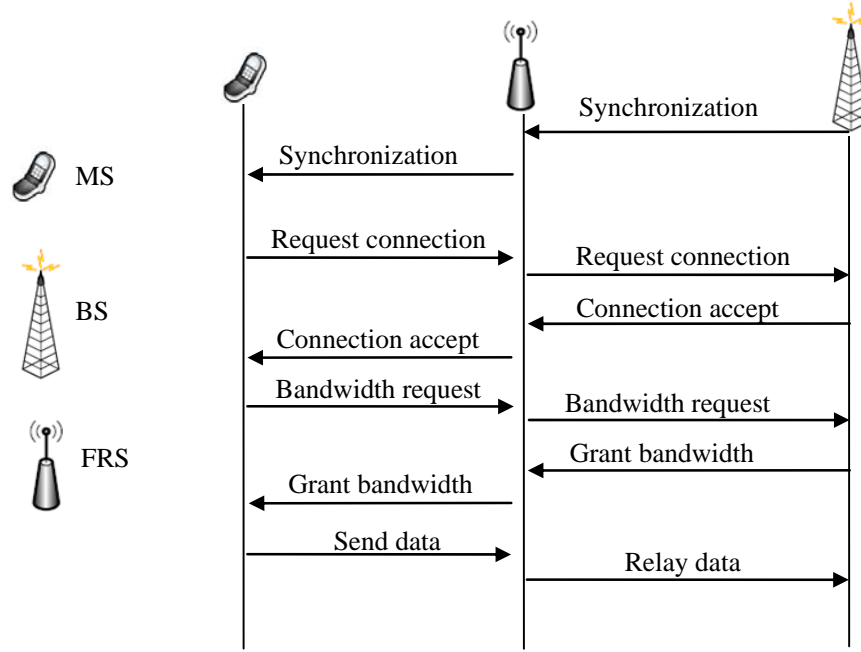 Synchronization
Synchronization
MS
Request connection
Request connection
BS
Connection accept
Connection accept
Bandwidth request
Bandwidth request
FRS
Grant bandwidth
Grant bandwidth
Send data
Relay data